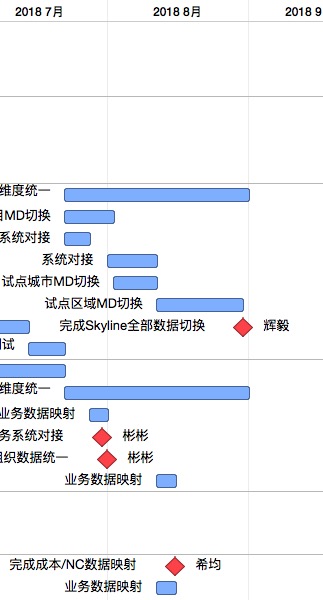 2018 7月 2018 8月 2018 9
维度统一
MD切换
系统对接
系统对接
试点城市MD切换
试点区域MD切换
完成Skyline全部数据切换 辉毅
试
维度统一
业务数据映射
务系统对接 彬彬
组织数据统一 彬彬
业务数据映射
完成成本/NC数据映射 希均
业务数据映射